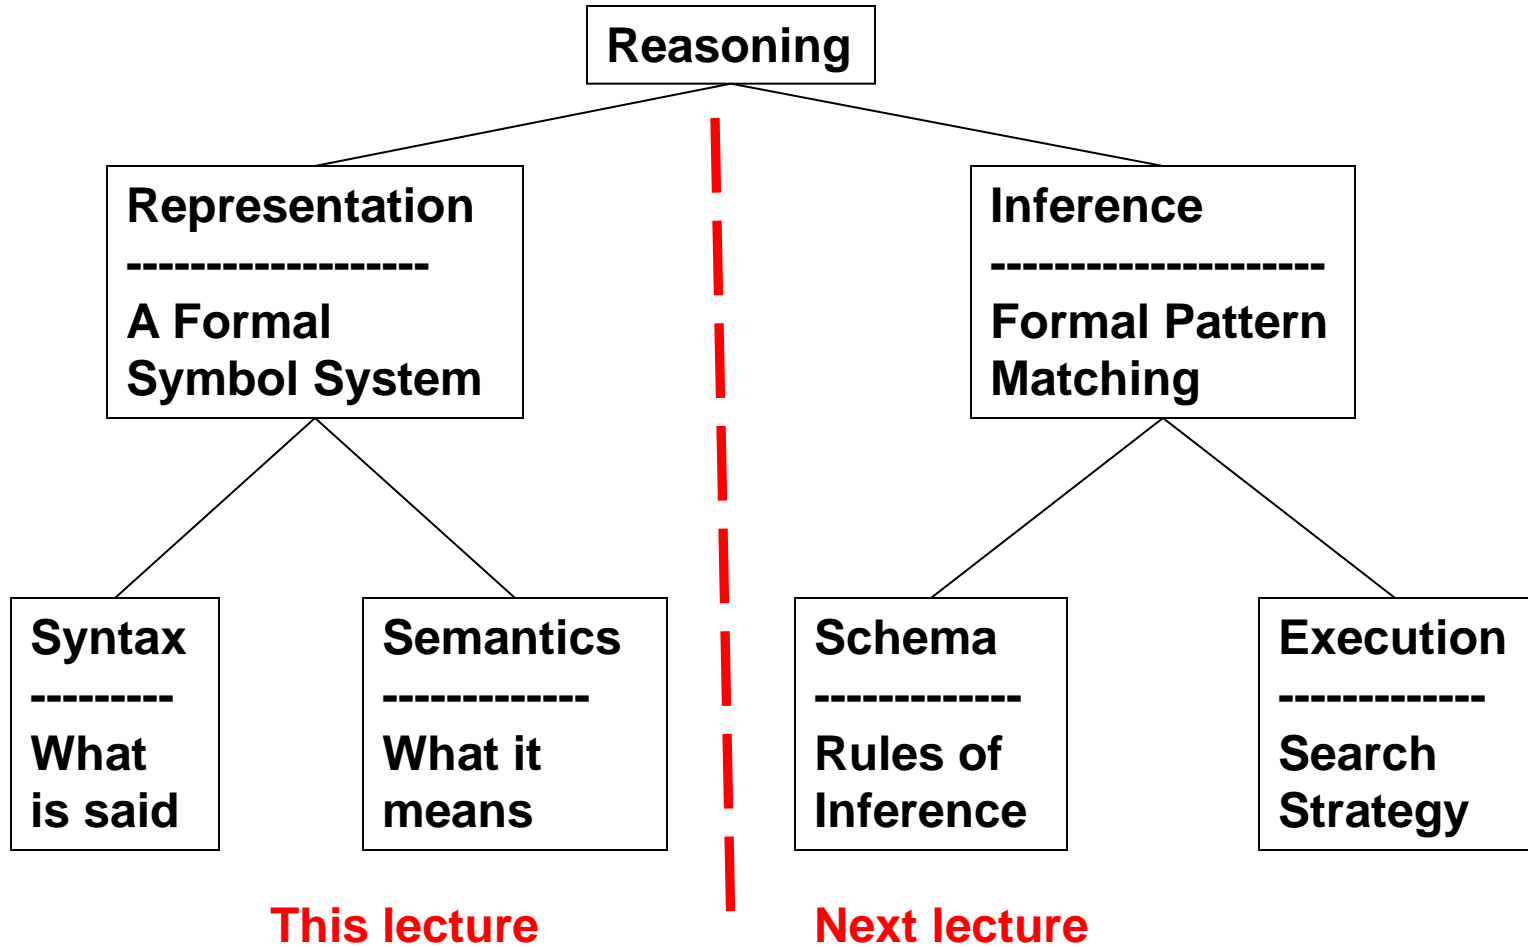 Reasoning
Representation
-------------------
A Formal
Symbol System
Inference
---------------------
Formal Pattern
Matching
Syntax
---------
What
is said
Semantics
-------------
What it
means
Schema
-------------
Rules of
Inference
Execution
-------------
Search
Strategy
This lecture
Next lecture